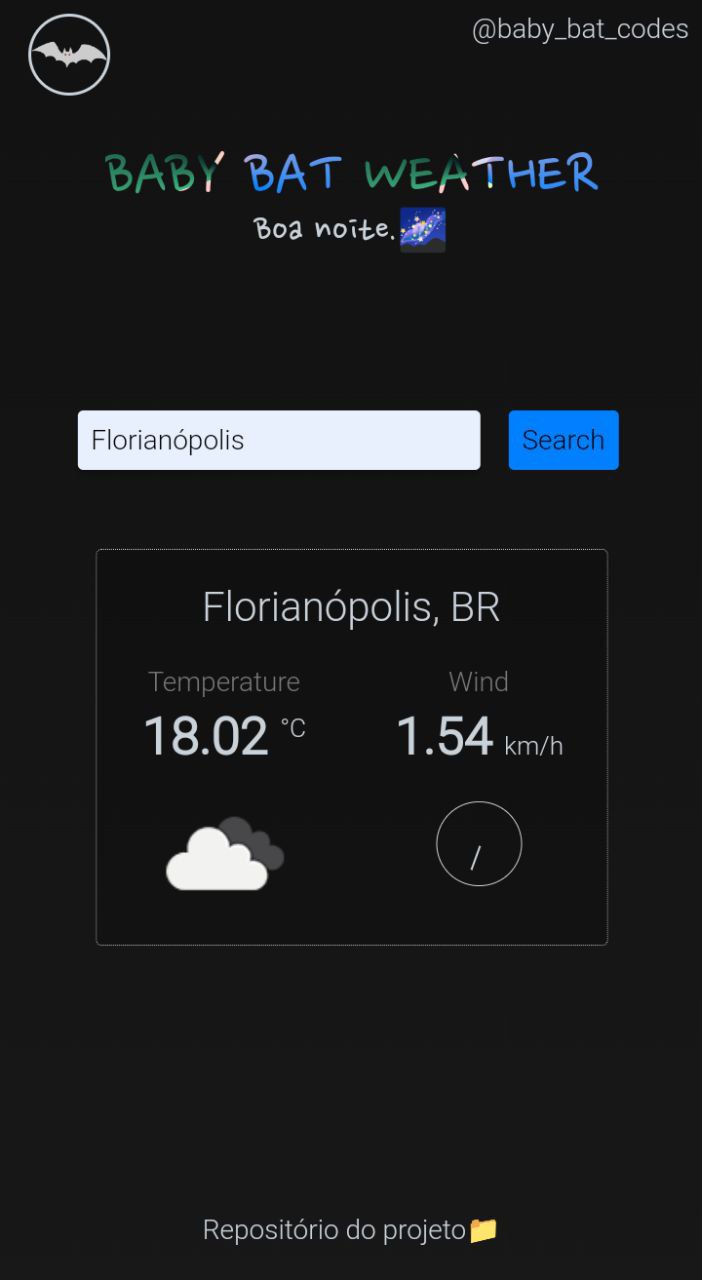 @baby_bat_codes
BABY BAT WEATHER
Boa noite.🌌
Florianópolis
Search
Florianópolis, BR
Temperature
Wind
18.02 °C
1.54 km/h
Repositório do projeto📁